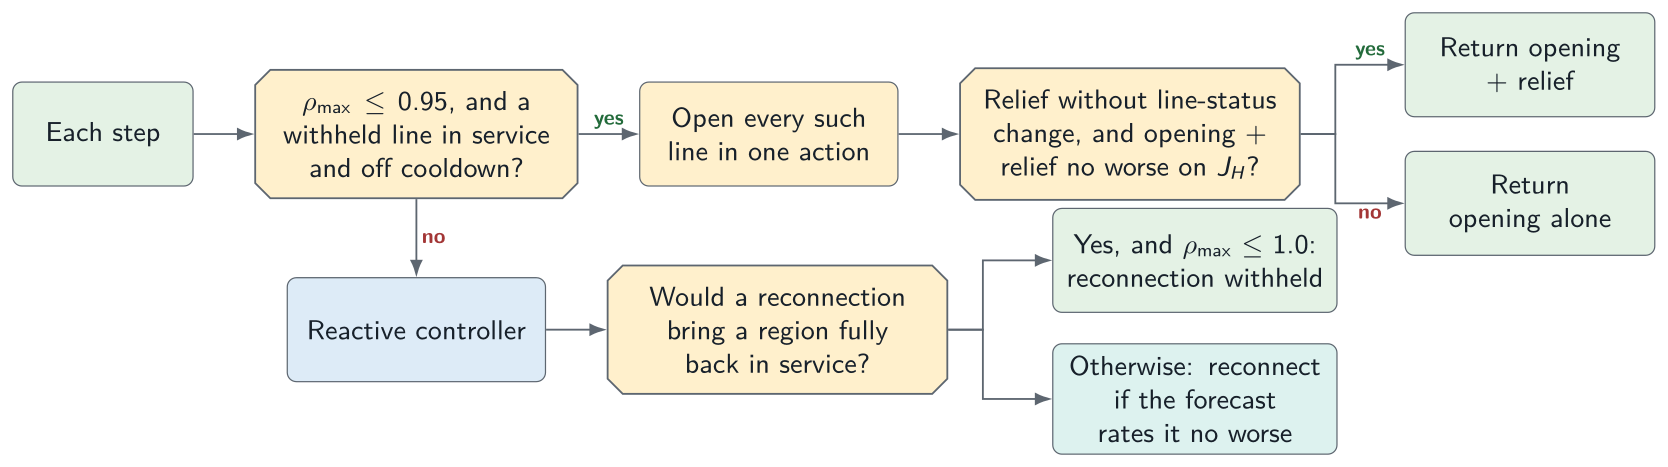 Each step
ρmax ≤ 0.95, and a
withheld line in service
and off cooldown?
yes
Open every such
line in one action
Relief without line-status
change, and opening +
relief no worse on JH?
yes
Return opening
+ relief
no
Return
opening alone
no
Reactive controller
Would a reconnection
bring a region fully
back in service?
Yes, and ρmax ≤ 1.0:
reconnection withheld
Otherwise: reconnect
if the forecast
rates it no worse